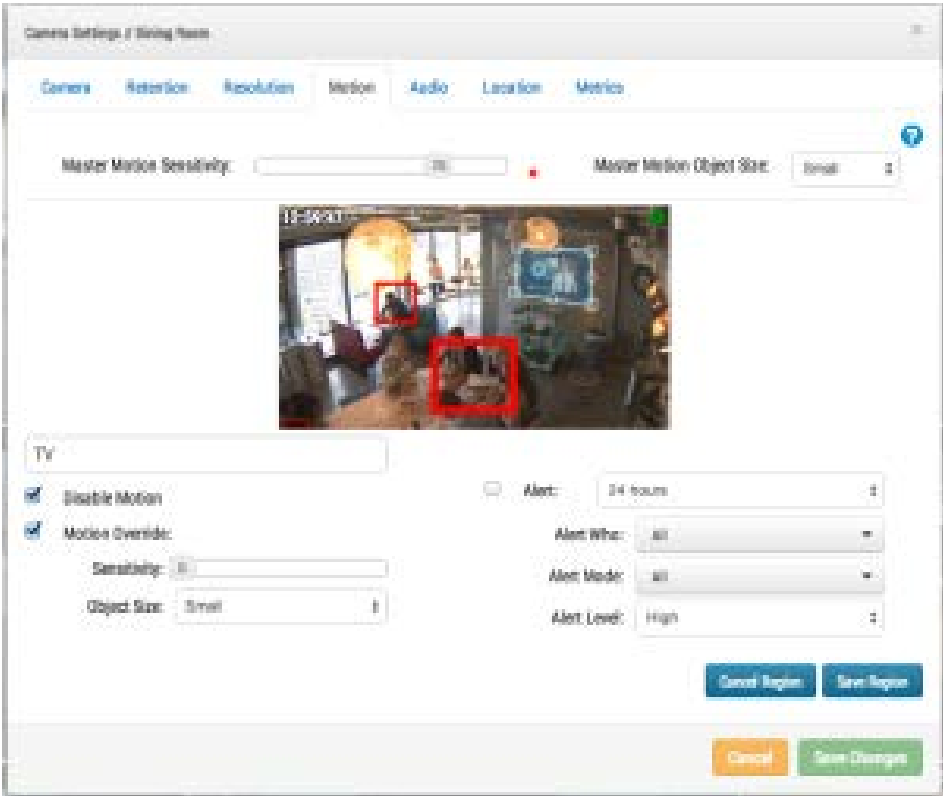 Camera Settings / Dining Room
Camera Retention Resolution Motion Audio Location Metrics
Master Motion Sensitivity: Master Motion Object Size: Small
TV
Disable Motion
Alert: 24 hours
Motion Override:
Alert Who: All
Sensitivity: 0
Alert Mode: All
Object Size: Small
Alert Level: High
Cancel Region Save Region
Cancel Save Changes